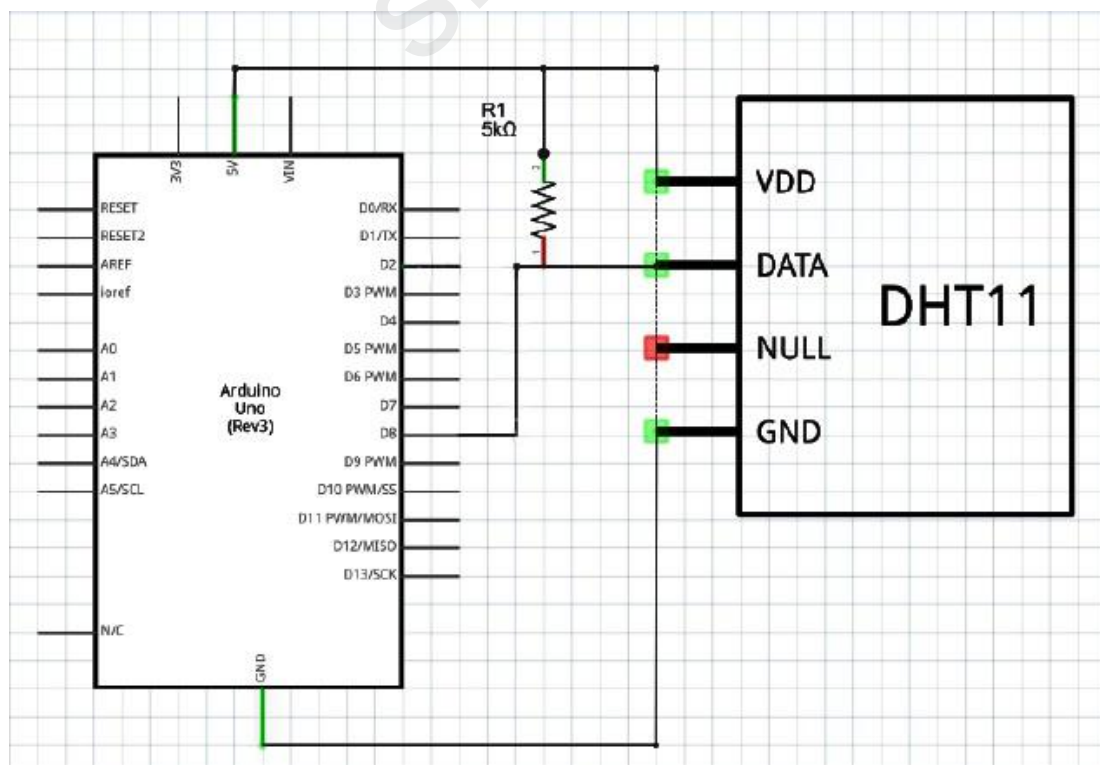 R1
5kΩ
3V3
5V
VIN
RESET
RESET2
AREF
ioref
A0
A1
A2
A3
A4/SDA
A5/SCL
N/C
Arduino
Uno
(Rev3)
D0/RX
D1/TX
D2
D3 PWM
D4
D5 PWM
D6 PWM
D7
D8
D9 PWM
D10 PWM/SS
D11 PWM/MOSI
D12/MISO
D13/SCK
GND
2
1
VDD
DATA
NULL
GND
DHT11